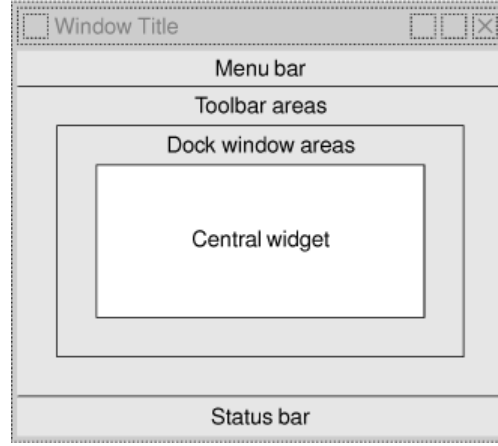 Window Title
Menu bar
Toolbar areas
Dock window areas
Central widget
Status bar